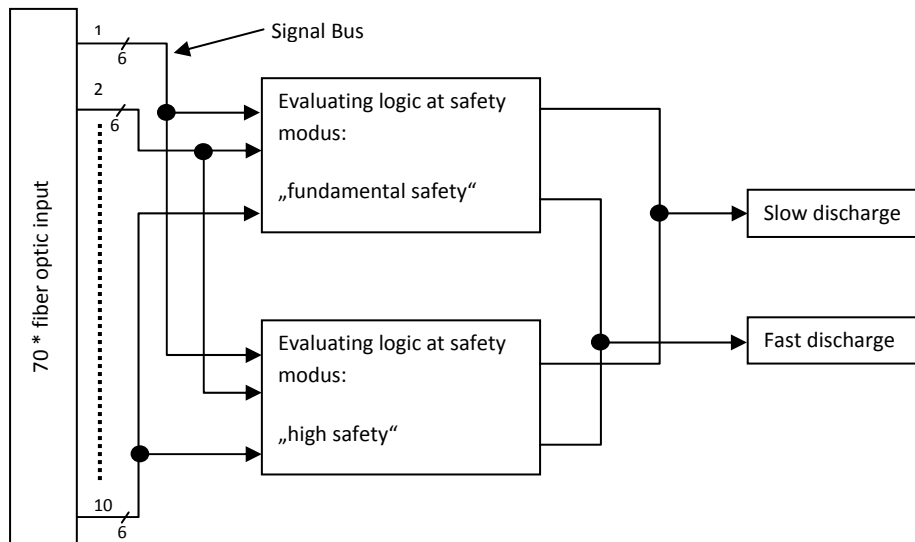 1
6
Signal Bus
2
6
Evaluating logic at safety
modus:
„fundamental safety“
70 * fiber optic input
Slow discharge
Evaluating logic at safety
modus:
„high safety“
Fast discharge
10
6